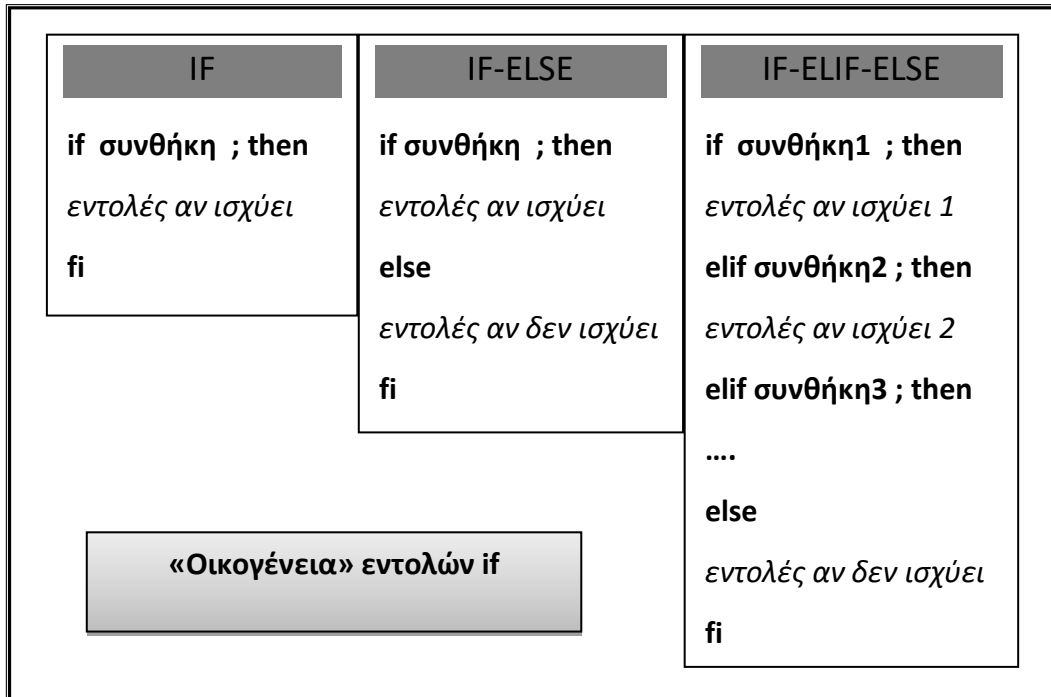 IF
if συνθήκη ; then
εντολές αν ισχύει
fi
IF-ELSE
if συνθήκη ; then
εντολές αν ισχύει
else
εντολές αν δεν ισχύει
fi
IF-ELIF-ELSE
if συνθήκη1 ; then
εντολές αν ισχύει 1
elif συνθήκη2 ; then
εντολές αν ισχύει 2
elif συνθήκη3 ; then
....
else
εντολές αν δεν ισχύει
fi
«Οικογένεια» εντολών if